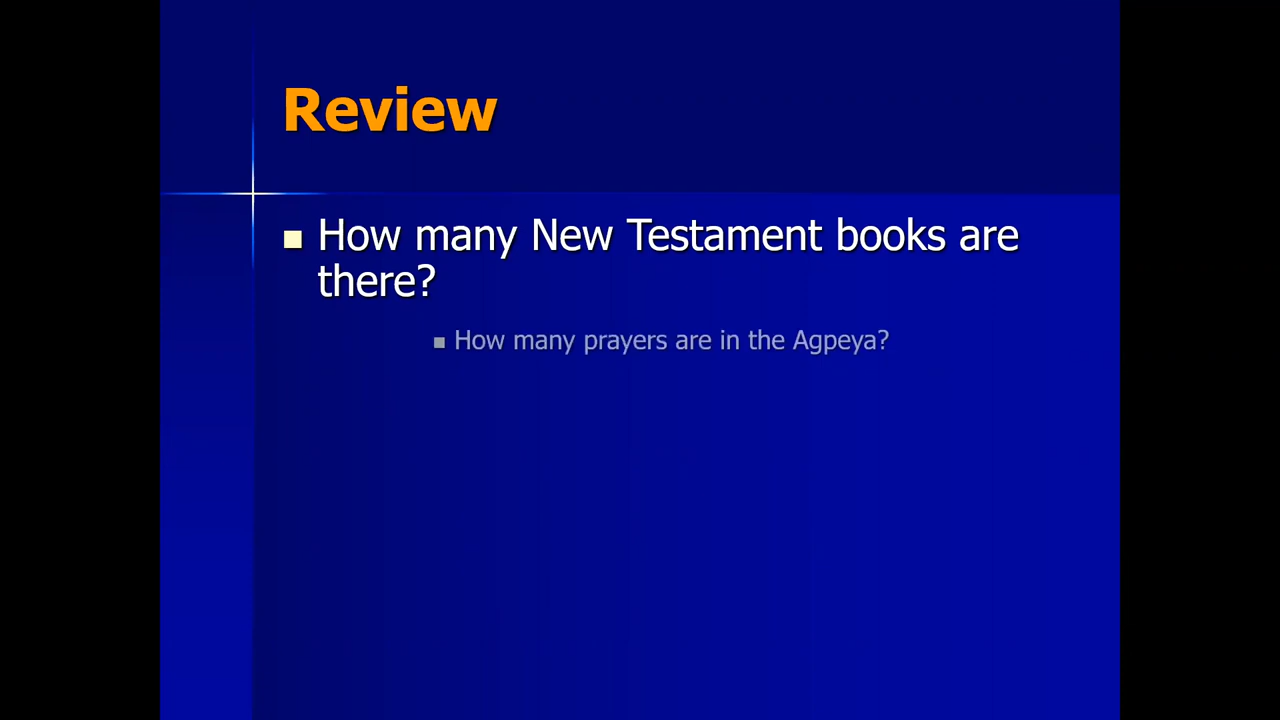 Review
How many New Testament books are
there?
How many prayers are in the Agpeya?